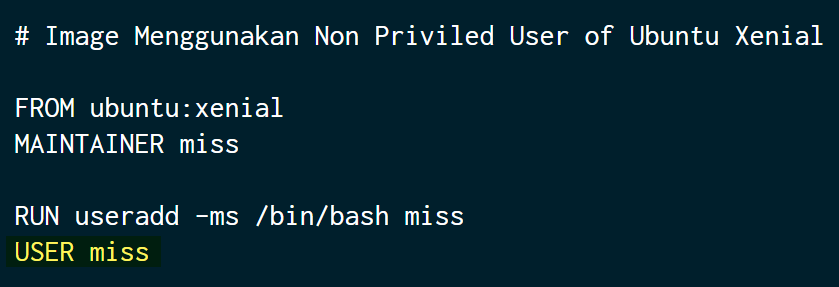 # Image Menggunakan Non Priviled User of Ubuntu Xenial
FROM ubuntu:xenial
MAINTAINER miss
RUN useradd -ms /bin/bash miss
USER miss